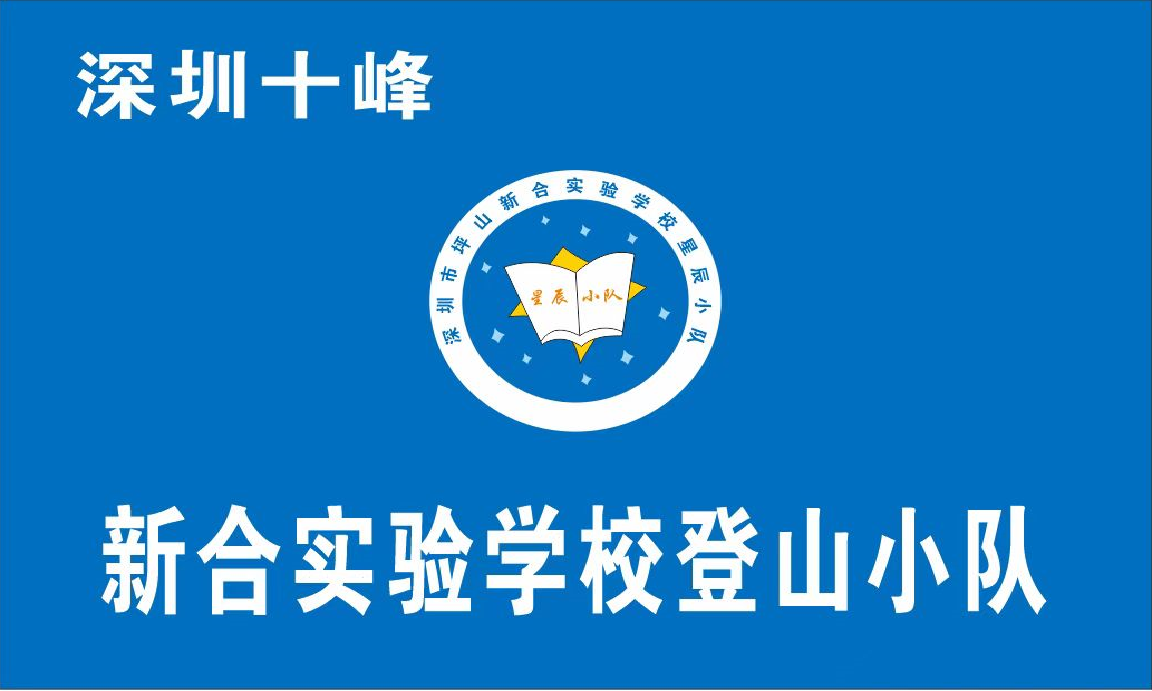 深圳十峰
深圳市坪山新合实验学校星辰小队
星辰小队
新合实验学校登山小队